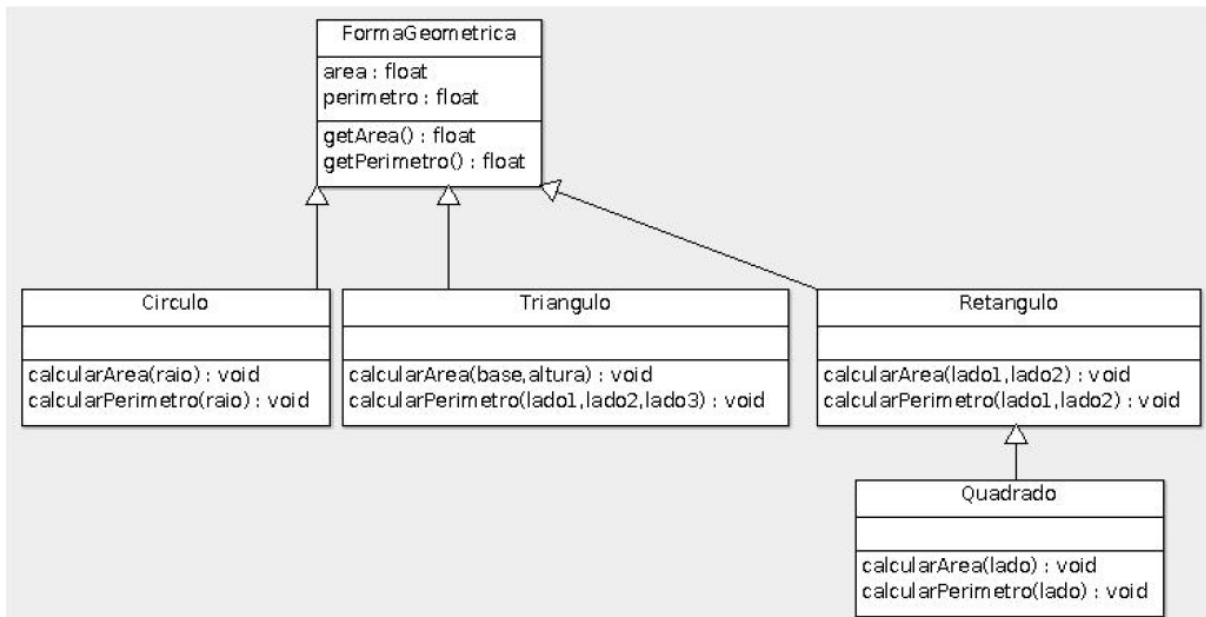 FormaGeometrica
area : float
perimetro : float
getArea() : float
getPerimetro() : float
Circulo
calcularArea(raio) : void
calcularPerimetro(raio) : void
Triangulo
calcularArea(base,altura) : void
calcularPerimetro(lado1,lado2,lado3) : void
Retangulo
calcularArea(lado1,lado2) : void
calcularPerimetro(lado1,lado2) : void
Quadrado
calcularArea(lado) : void
calcularPerimetro(lado) : void